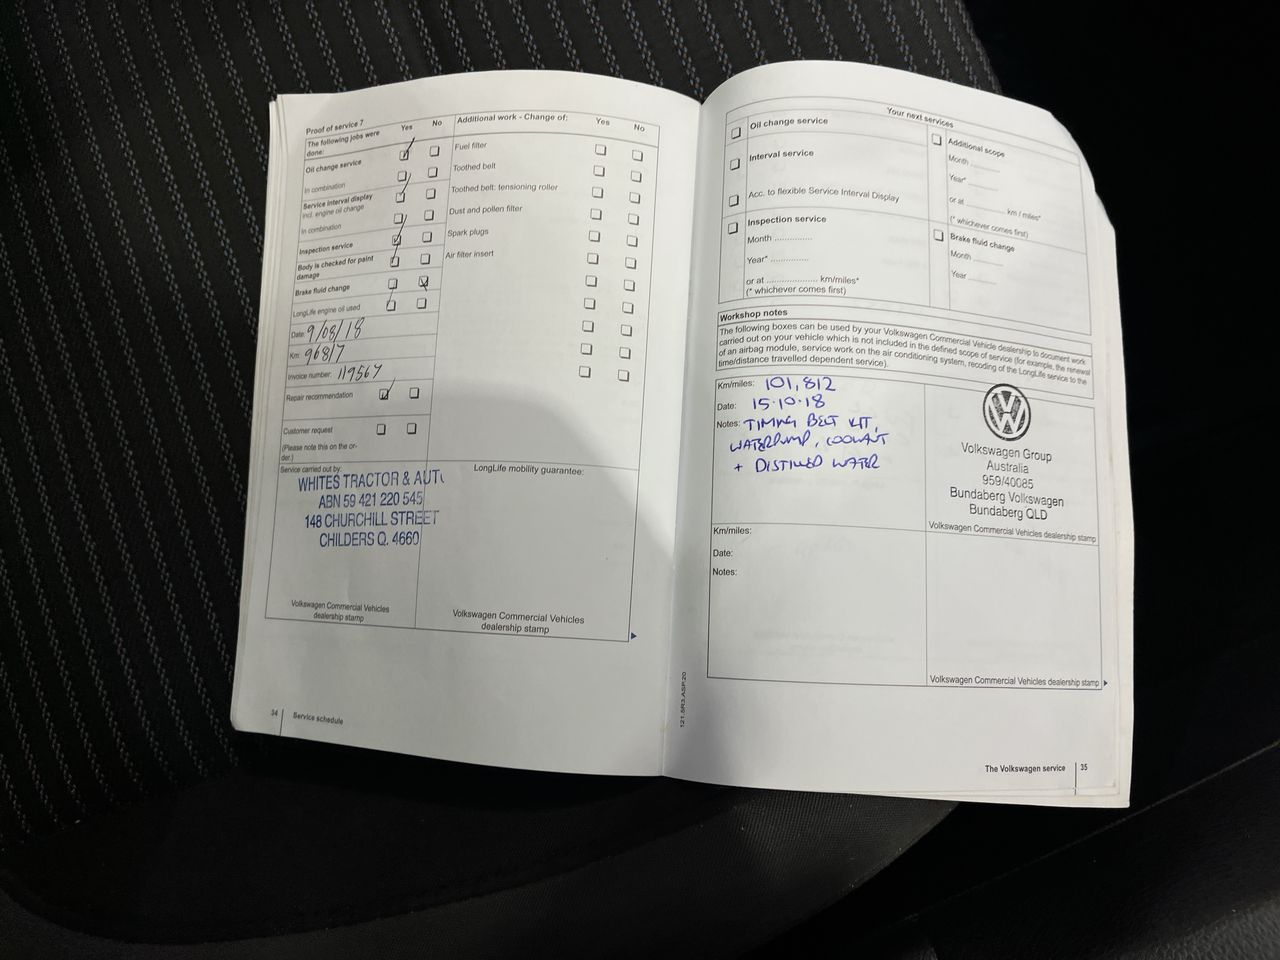 Proof of service 7
The following jobs were done:
Yes
No
Oil change service
In combination
Service interval display
incl. engine oil change
In combination
Inspection service
Body is checked for paint damage
Brake fluid change
LongLife engine oil used
Date: 9/08/18
Km: 96817
Invoice number: 119567
Repair recommendation
Customer request
(Please note this on the or-
der.)
Service carried out by:
WHITES TRACTOR & AUTO
ABN 59 421 220 545
148 CHURCHILL STREET
CHILDERS Q. 4660
Volkswagen Commercial Vehicles
dealership stamp
Additional work - Change of:
Yes
No
Fuel filter
Toothed belt
Toothed belt: tensioning roller
Dust and pollen filter
Spark plugs
Air filter insert
LongLife mobility guarantee:
Volkswagen Commercial Vehicles
dealership stamp
34
Service schedule
Your next services
Oil change service
Interval service
Acc. to flexible Service Interval Display
Inspection service
Month ..............
Year* ..............
or at .................... km/miles*
(* whichever comes first)
Additional scope
Month ..........
Year* ..........
or at .......... km / miles*
(* whichever comes first)
Brake fluid change
Month ..........
Year ..........
Workshop notes
The following boxes can be used by your Volkswagen Commercial Vehicle dealership to document work
carried out on your vehicle which is not included in the defined scope of service (for example, the renewal
of an airbag module, service work on the air conditioning system, recoding of the LongLife service to the
time/distance travelled dependent service).
Km/miles: 101,812
Date: 15.10.18
Notes: TIMING BELT KIT,
WATERPUMP, COOLANT
+ DISTILLED WATER
Volkswagen Group
Australia
959/40085
Bundaberg Volkswagen
Bundaberg QLD
Volkswagen Commercial Vehicles dealership stamp
Km/miles:
Date:
Notes:
Volkswagen Commercial Vehicles dealership stamp
121.5R3.ASP.20
The Volkswagen service
35